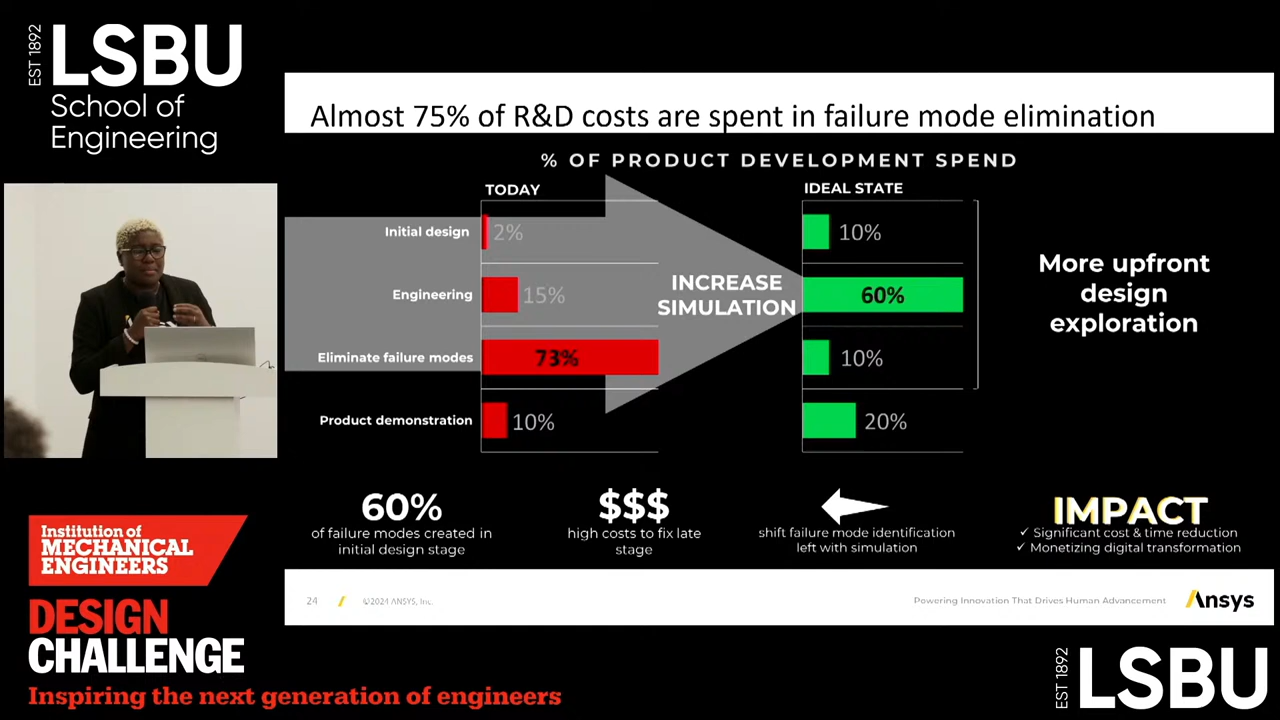 EST 1892
LSBU
School of
Engineering
Almost 75% of R&D costs are spent in failure mode elimination
% OF PRODUCT DEVELOPMENT SPEND
TODAY
IDEAL STATE
Initial design
2%
10%
Engineering
15%
60%
Eliminate failure modes
73%
10%
Product demonstration
10%
20%
INCREASE
SIMULATION
More upfront
design
exploration
60%
of failure modes created in
initial design stage
$$$
high costs to fix late
stage
shift failure mode identification
left with simulation
IMPACT
✓ Significant cost & time reduction
✓ Monetizing digital transformation
24
©2024 ANSYS, Inc.
Powering Innovation That Drives Human Advancement
Ansys
Institution of
MECHANICAL
ENGINEERS
DESIGN
CHALLENGE
Inspiring the next generation of engineers
EST 1892
LSBU